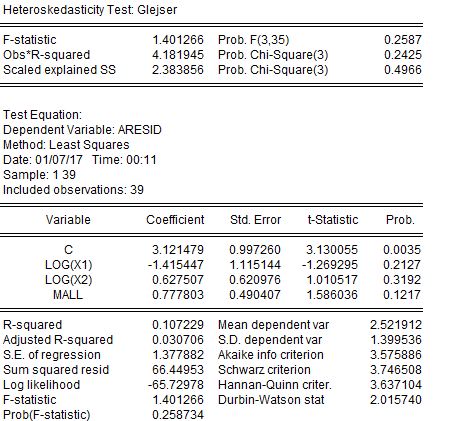 Heteroskedasticity Test: Glejser
F-statistic 1.401266 Prob. F(3,35) 0.2587
Obs*R-squared 4.181945 Prob. Chi-Square(3) 0.2425
Scaled explained SS 2.383856 Prob. Chi-Square(3) 0.4966
Test Equation:
Dependent Variable: ARESID
Method: Least Squares
Date: 01/07/17 Time: 00:11
Sample: 1 39
Included observations: 39
Variable Coefficient Std. Error t-Statistic Prob.
C 3.121479 0.997260 3.130055 0.0035
LOG(X1) -1.415447 1.115144 -1.269295 0.2127
LOG(X2) 0.627507 0.620976 1.010517 0.3192
MALL 0.777803 0.490407 1.586036 0.1217
R-squared 0.107229 Mean dependent var 2.521912
Adjusted R-squared 0.030706 S.D. dependent var 1.399536
S.E. of regression 1.377882 Akaike info criterion 3.575886
Sum squared resid 66.44953 Schwarz criterion 3.746508
Log likelihood -65.72978 Hannan-Quinn criter. 3.637104
F-statistic 1.401266 Durbin-Watson stat 2.015740
Prob(F-statistic) 0.258734